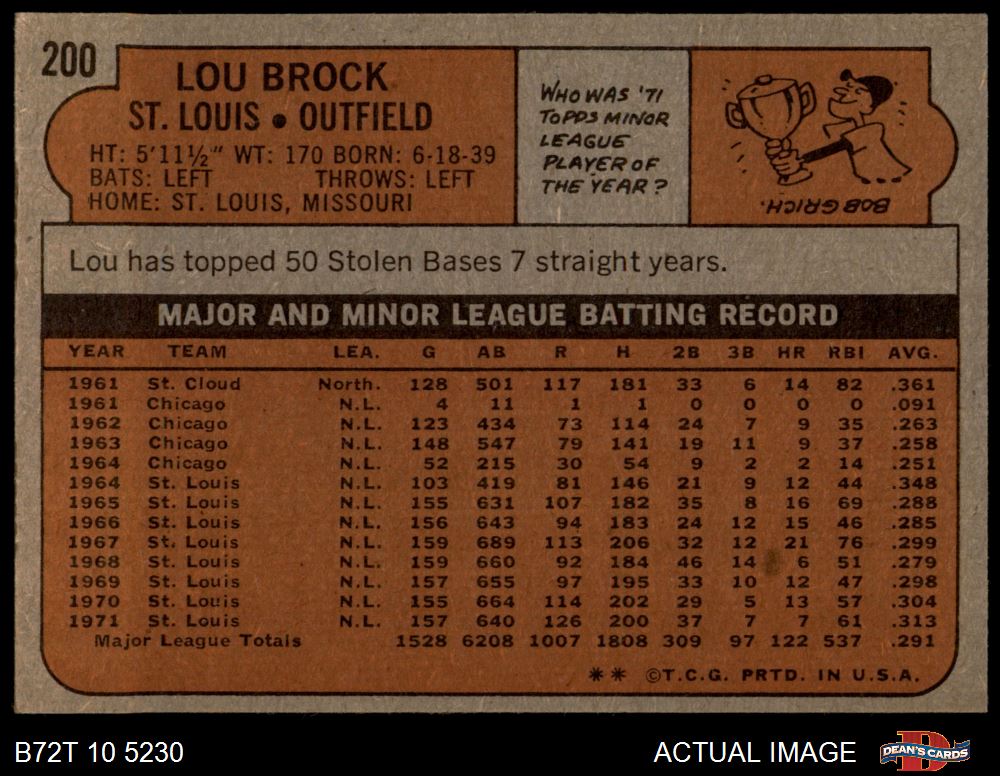 200
LOU BROCK
ST. LOUIS • OUTFIELD
HT: 5'11½" WT: 170 BORN: 6-18-39
BATS: LEFT THROWS: LEFT
HOME: ST. LOUIS, MISSOURI
WHO WAS '71
TOPPS MINOR
LEAGUE
PLAYER OF
THE YEAR?
BOB GRICH.
Lou has topped 50 Stolen Bases 7 straight years.
MAJOR AND MINOR LEAGUE BATTING RECORD
YEAR TEAM LEA. G AB R H 2B 3B HR RBI AVG.
1961 St. Cloud North. 128 501 117 181 33 6 14 82 .361
1961 Chicago N.L. 4 11 1 1 0 0 0 0 .091
1962 Chicago N.L. 123 434 73 114 24 7 9 35 .263
1963 Chicago N.L. 148 547 79 141 19 11 9 37 .258
1964 Chicago N.L. 52 215 30 54 9 2 2 14 .251
1964 St. Louis N.L. 103 419 81 146 21 9 12 44 .348
1965 St. Louis N.L. 155 631 107 182 35 8 16 69 .288
1966 St. Louis N.L. 156 643 94 183 24 12 15 46 .285
1967 St. Louis N.L. 159 689 113 206 32 12 21 76 .299
1968 St. Louis N.L. 159 660 92 184 46 14 6 51 .279
1969 St. Louis N.L. 157 655 97 195 33 10 12 47 .298
1970 St. Louis N.L. 155 664 114 202 29 5 13 57 .304
1971 St. Louis N.L. 157 640 126 200 37 7 7 61 .313
Major League Totals 1528 6208 1007 1808 309 97 122 537 .291
** ©T.C.G. PRTD. IN U.S.A.
B72T 10 5230 ACTUAL IMAGE DEAN'S CARDS